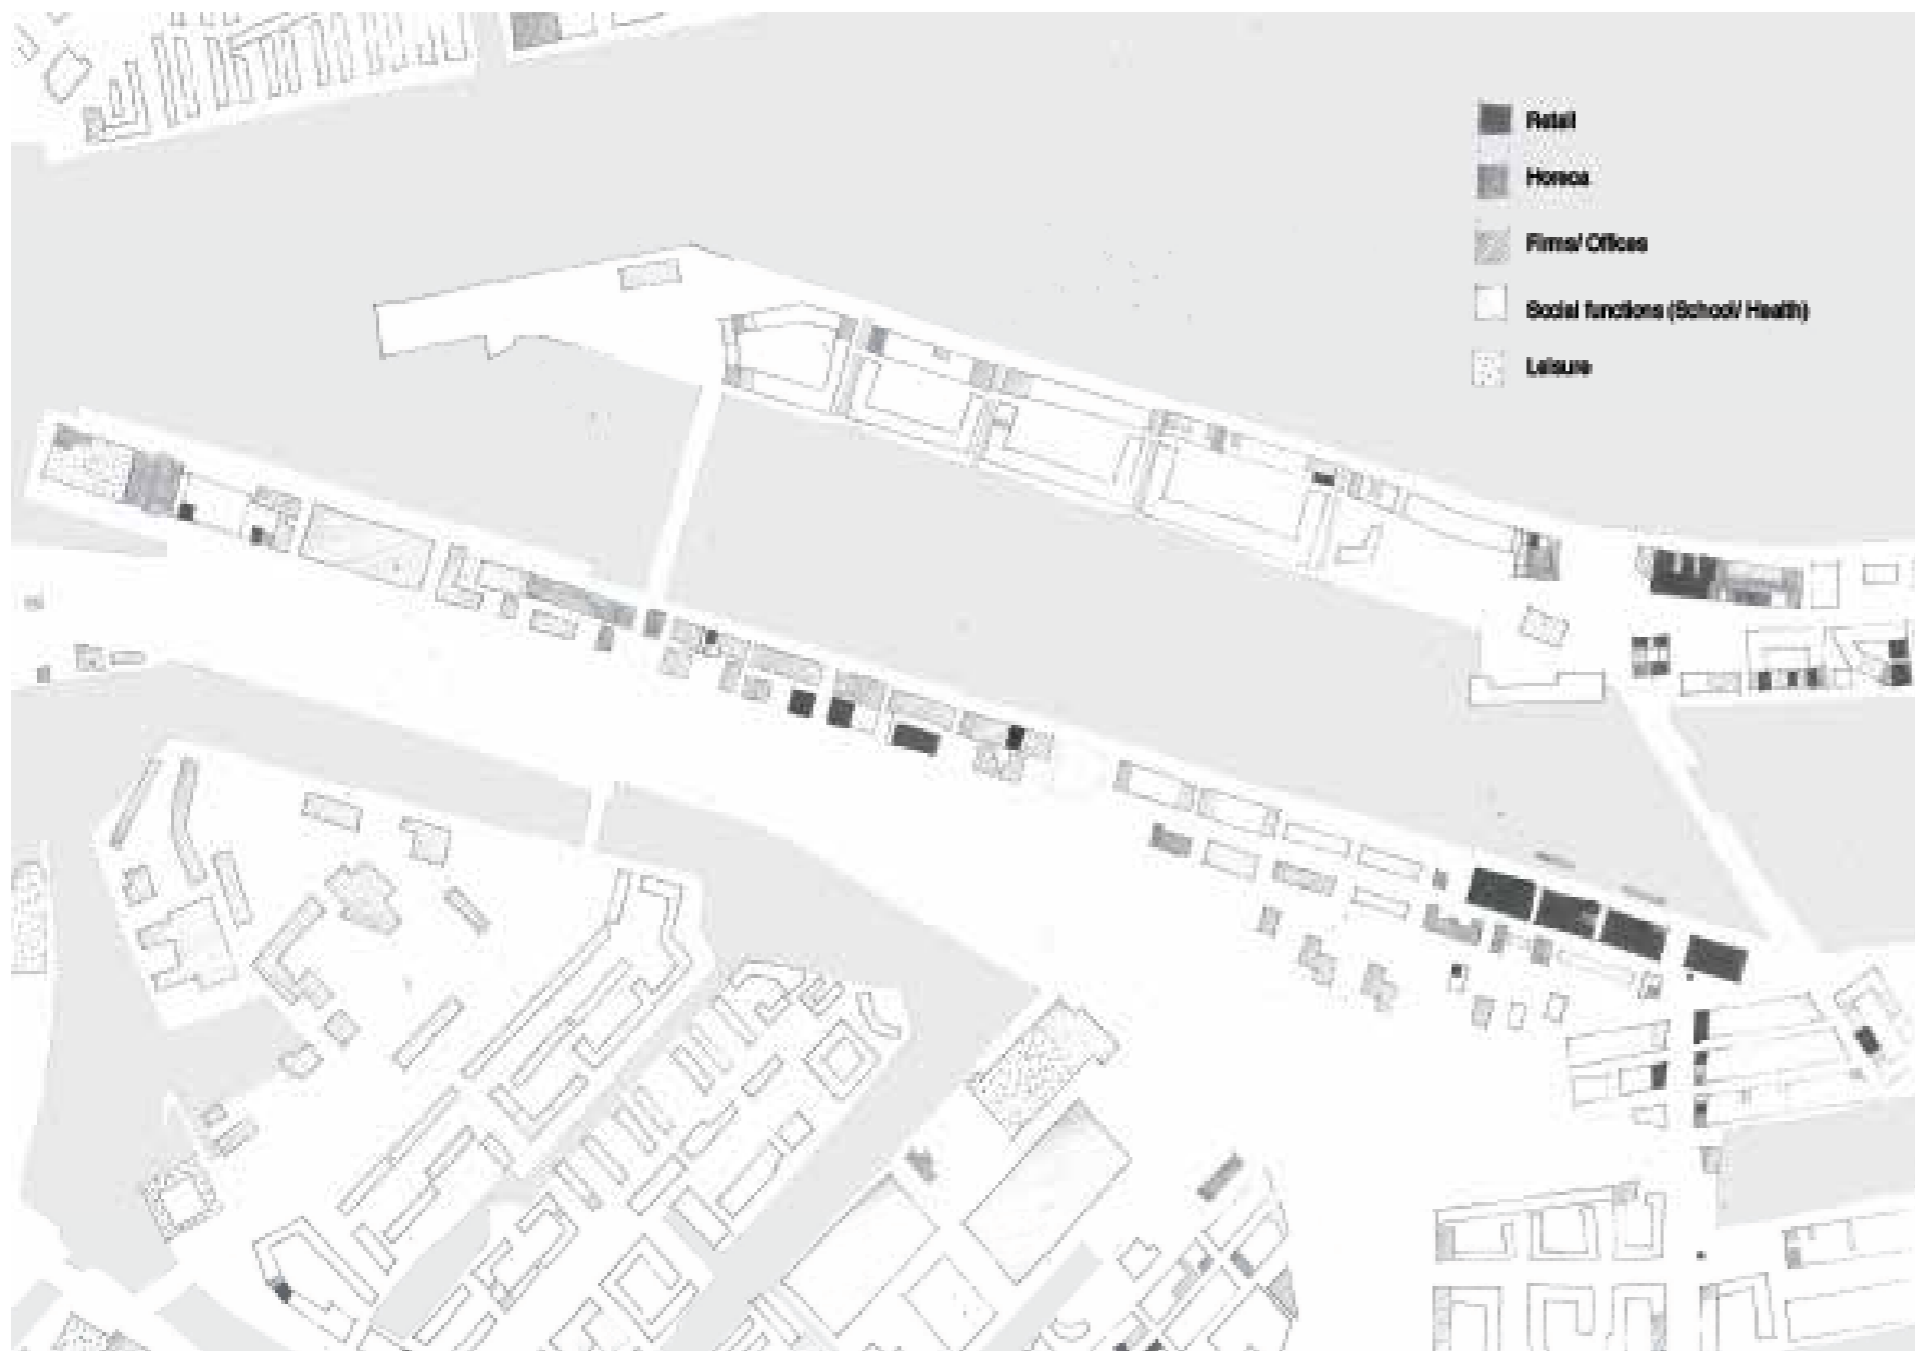 Retail
Horeca
Firms/ Offices
Social functions (School/ Health)
Leisure